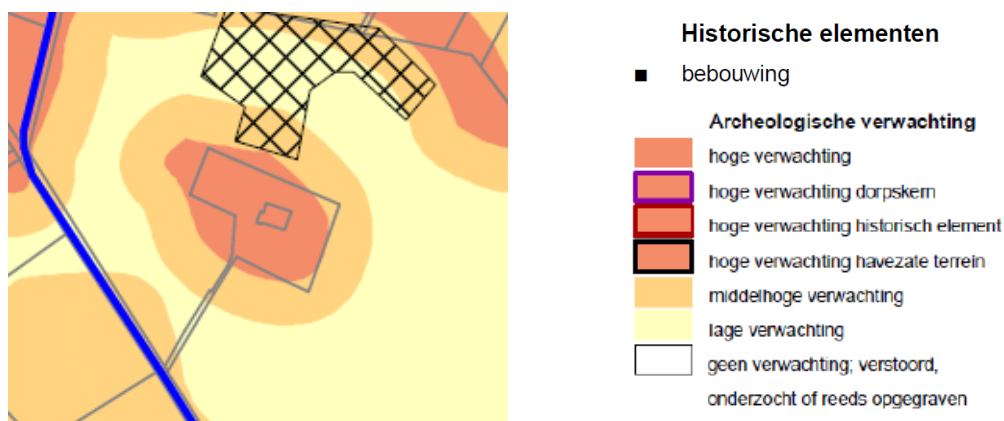 Historische elementen
bebouwing
Archeologische verwachting
hoge verwachting
hoge verwachting dorpskern
hoge verwachting historisch element
hoge verwachting havezate terrein
middelhoge verwachting
lage verwachting
geen verwachting; verstoord,
onderzocht of reeds opgegraven